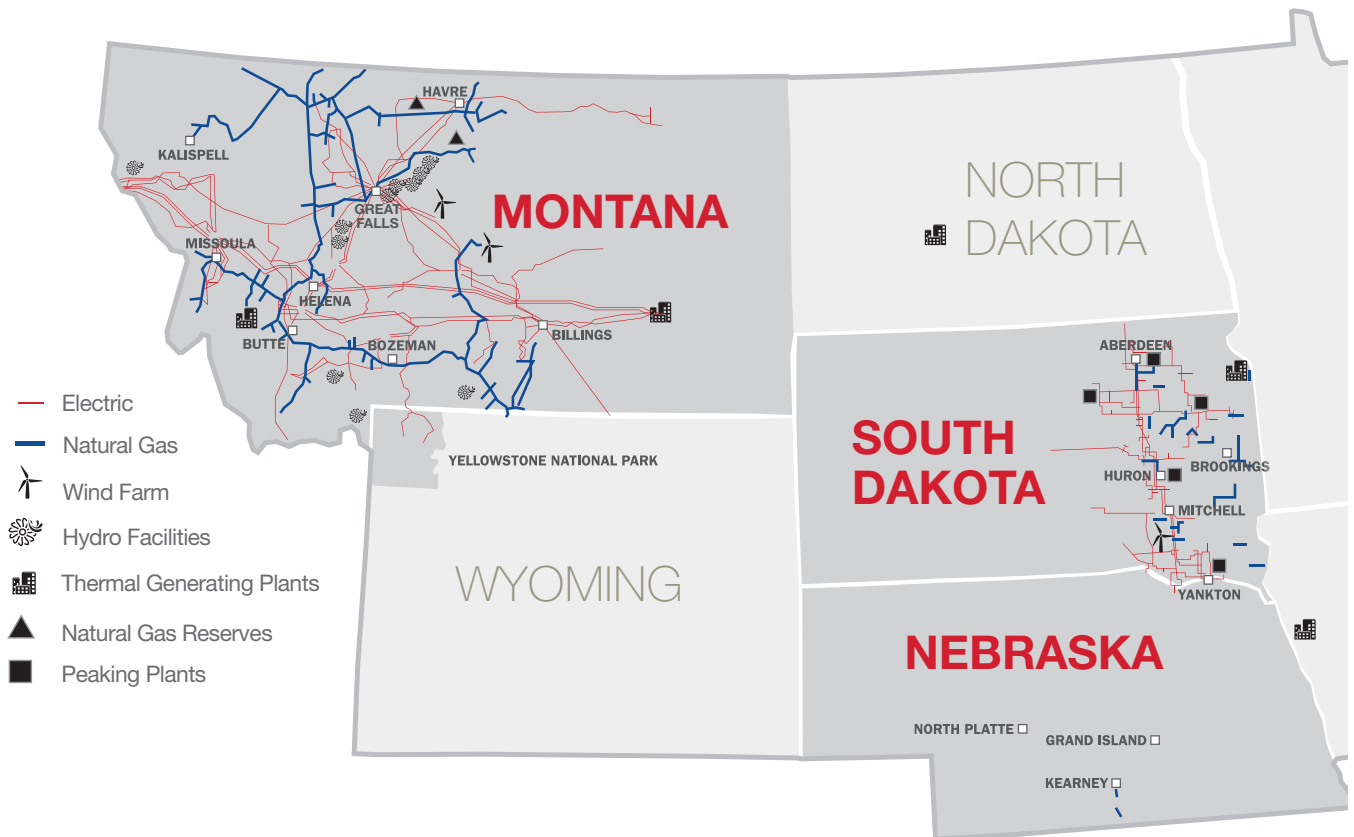 HAVRE
KALISPELL
GREAT
FALLS
MONTANA
MISSOULA
HELENA
BUTTE
BOZEMAN
BILLINGS
NORTH
DAKOTA
ABERDEEN
SOUTH
DAKOTA
BROOKINGS
HURON
MITCHELL
YANKTON
YELLOWSTONE NATIONAL PARK
WYOMING
NEBRASKA
NORTH PLATTE
GRAND ISLAND
KEARNEY
Electric
Natural Gas
Wind Farm
Hydro Facilities
Thermal Generating Plants
Natural Gas Reserves
Peaking Plants